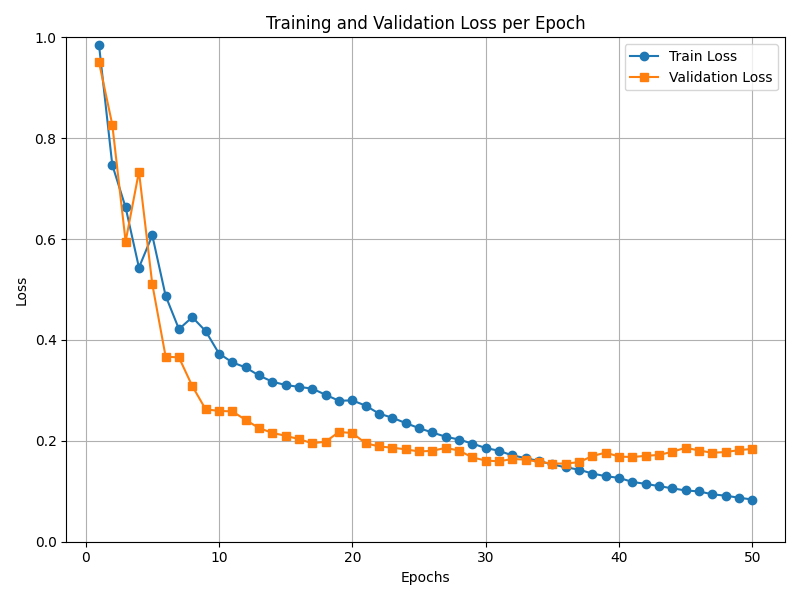 Training and Validation Loss per Epoch
Train Loss
Validation Loss
1.0
0.8
0.6
0.4
0.2
0.0
Loss
0 10 20 30 40 50
Epochs